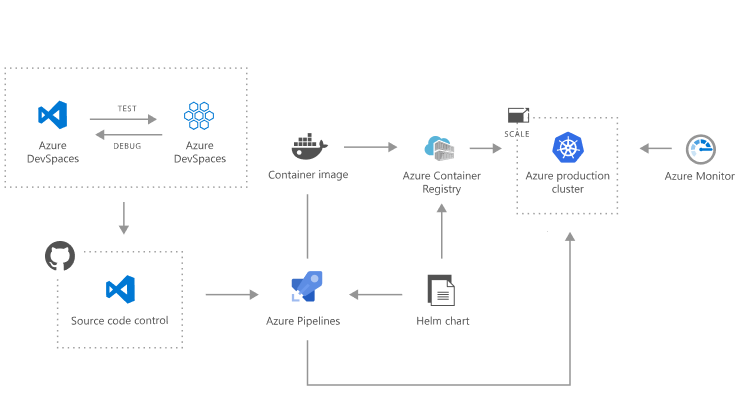 TEST
DEBUG
Azure
DevSpaces
Azure
DevSpaces
Container image
Azure Container
Registry
SCALE
Azure production
cluster
Azure Monitor
Source code control
Azure Pipelines
Helm chart